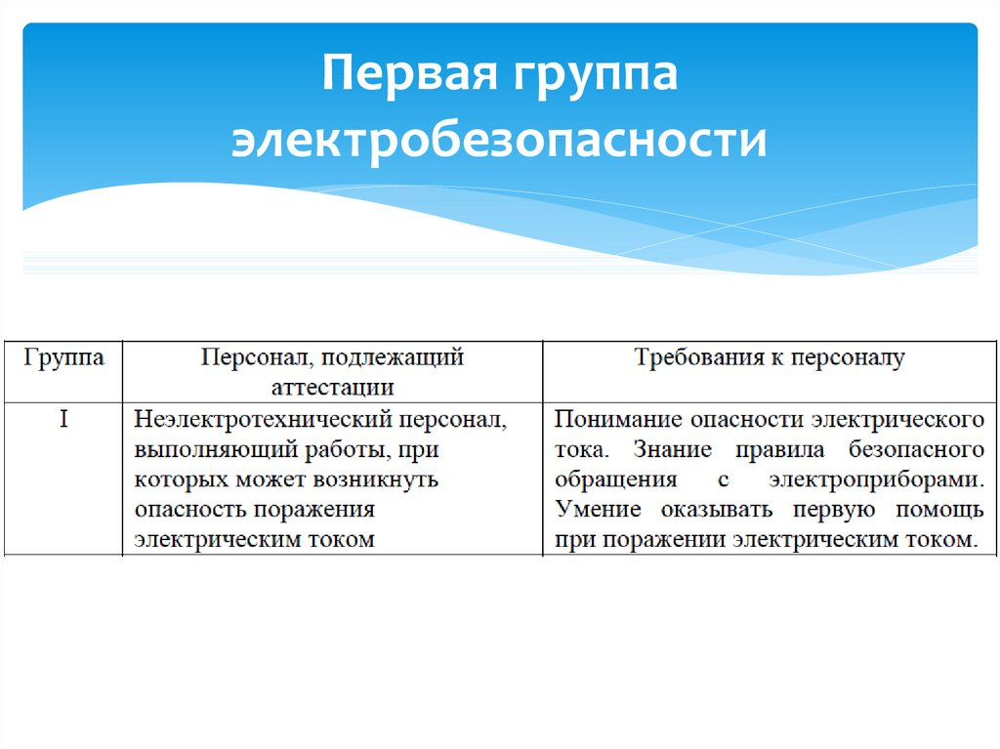 Первая группа
электробезопасности
Группа
Персонал, подлежащий
аттестации
Требования к персоналу
I
Неэлектротехнический персонал,
выполняющий работы, при
которых может возникнуть
опасность поражения
электрическим током
Понимание опасности электрического
тока. Знание правила безопасного
обращения с электроприборами.
Умение оказывать первую помощь
при поражении электрическим током.